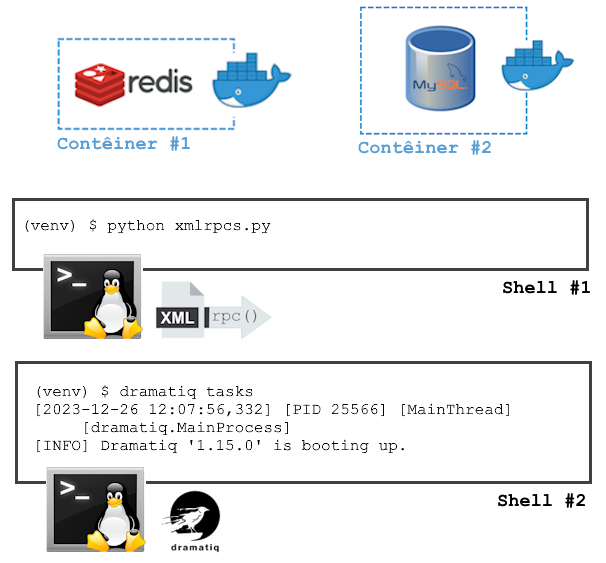 redis
MySQL
Contêiner #1
Contêiner #2
(venv) $ python xmlrpcs.py
>_
Shell #1
XML rpc()
(venv) $ dramatiq tasks
[2023-12-26 12:07:56,332] [PID 25566] [MainThread]
[dramatiq.MainProcess]
[INFO] Dramatiq '1.15.0' is booting up.
>_
Shell #2
dramatiq